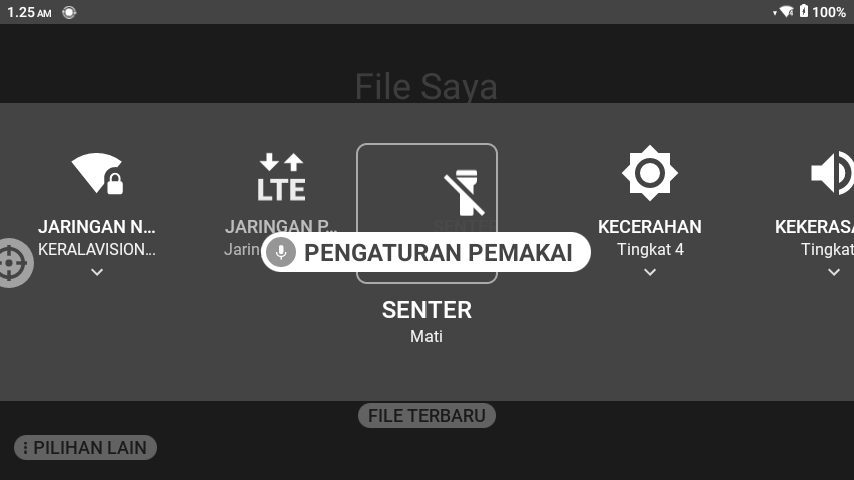 1.25 AM
100%
File Saya
LTE
JARINGAN N...
KERALAVISION...
JARINGAN P...
Jarin
SENTER
KECERAHAN
Tingkat 4
KEKERASA
Tingkat
PENGATURAN PEMAKAI
SENTER
Mati
FILE TERBARU
PILIHAN LAIN